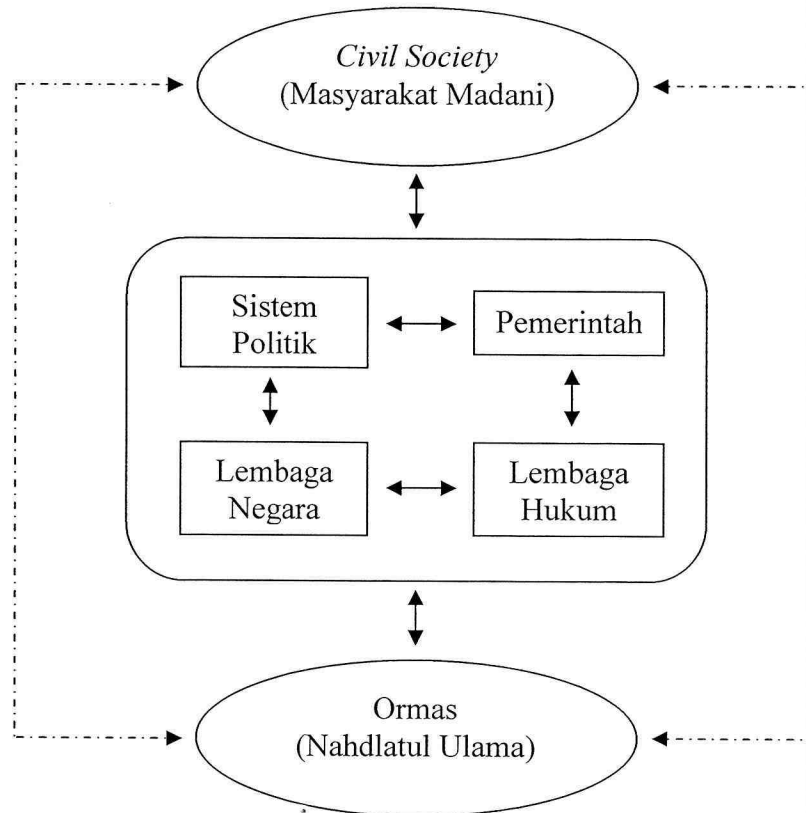 Civil Society
(Masyarakat Madani)
Sistem
Politik
Pemerintah
Lembaga
Negara
Lembaga
Hukum
Ormas
(Nahdlatul Ulama)